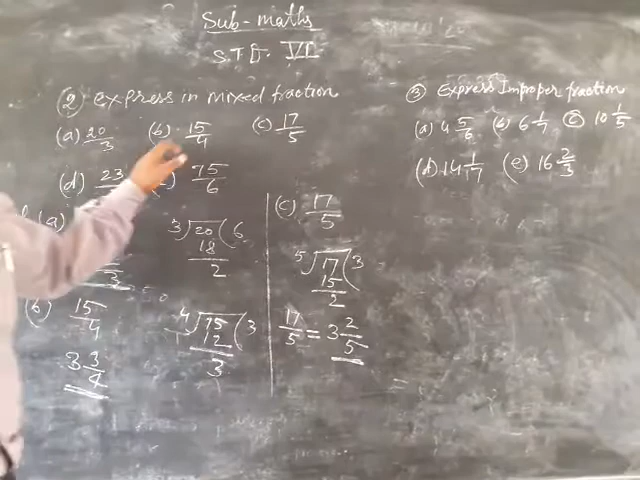 Sub-maths
STD. VI
② express in mixed fraction
(a) 20/3 (b) 15/4 (c) 17/5
(d) 23 75/6
(a)
3)20(6
18
2
3
(b) 15/4
4)15(3
12
3
3 3/4
(c) 17/5
5)17(3
15
2
17/5 = 3 2/5
③ Express Improper fraction
(a) 4 5/6 (b) 6 1/7 (c) 10 1/5
(d) 14 1/17 (e) 16 2/3